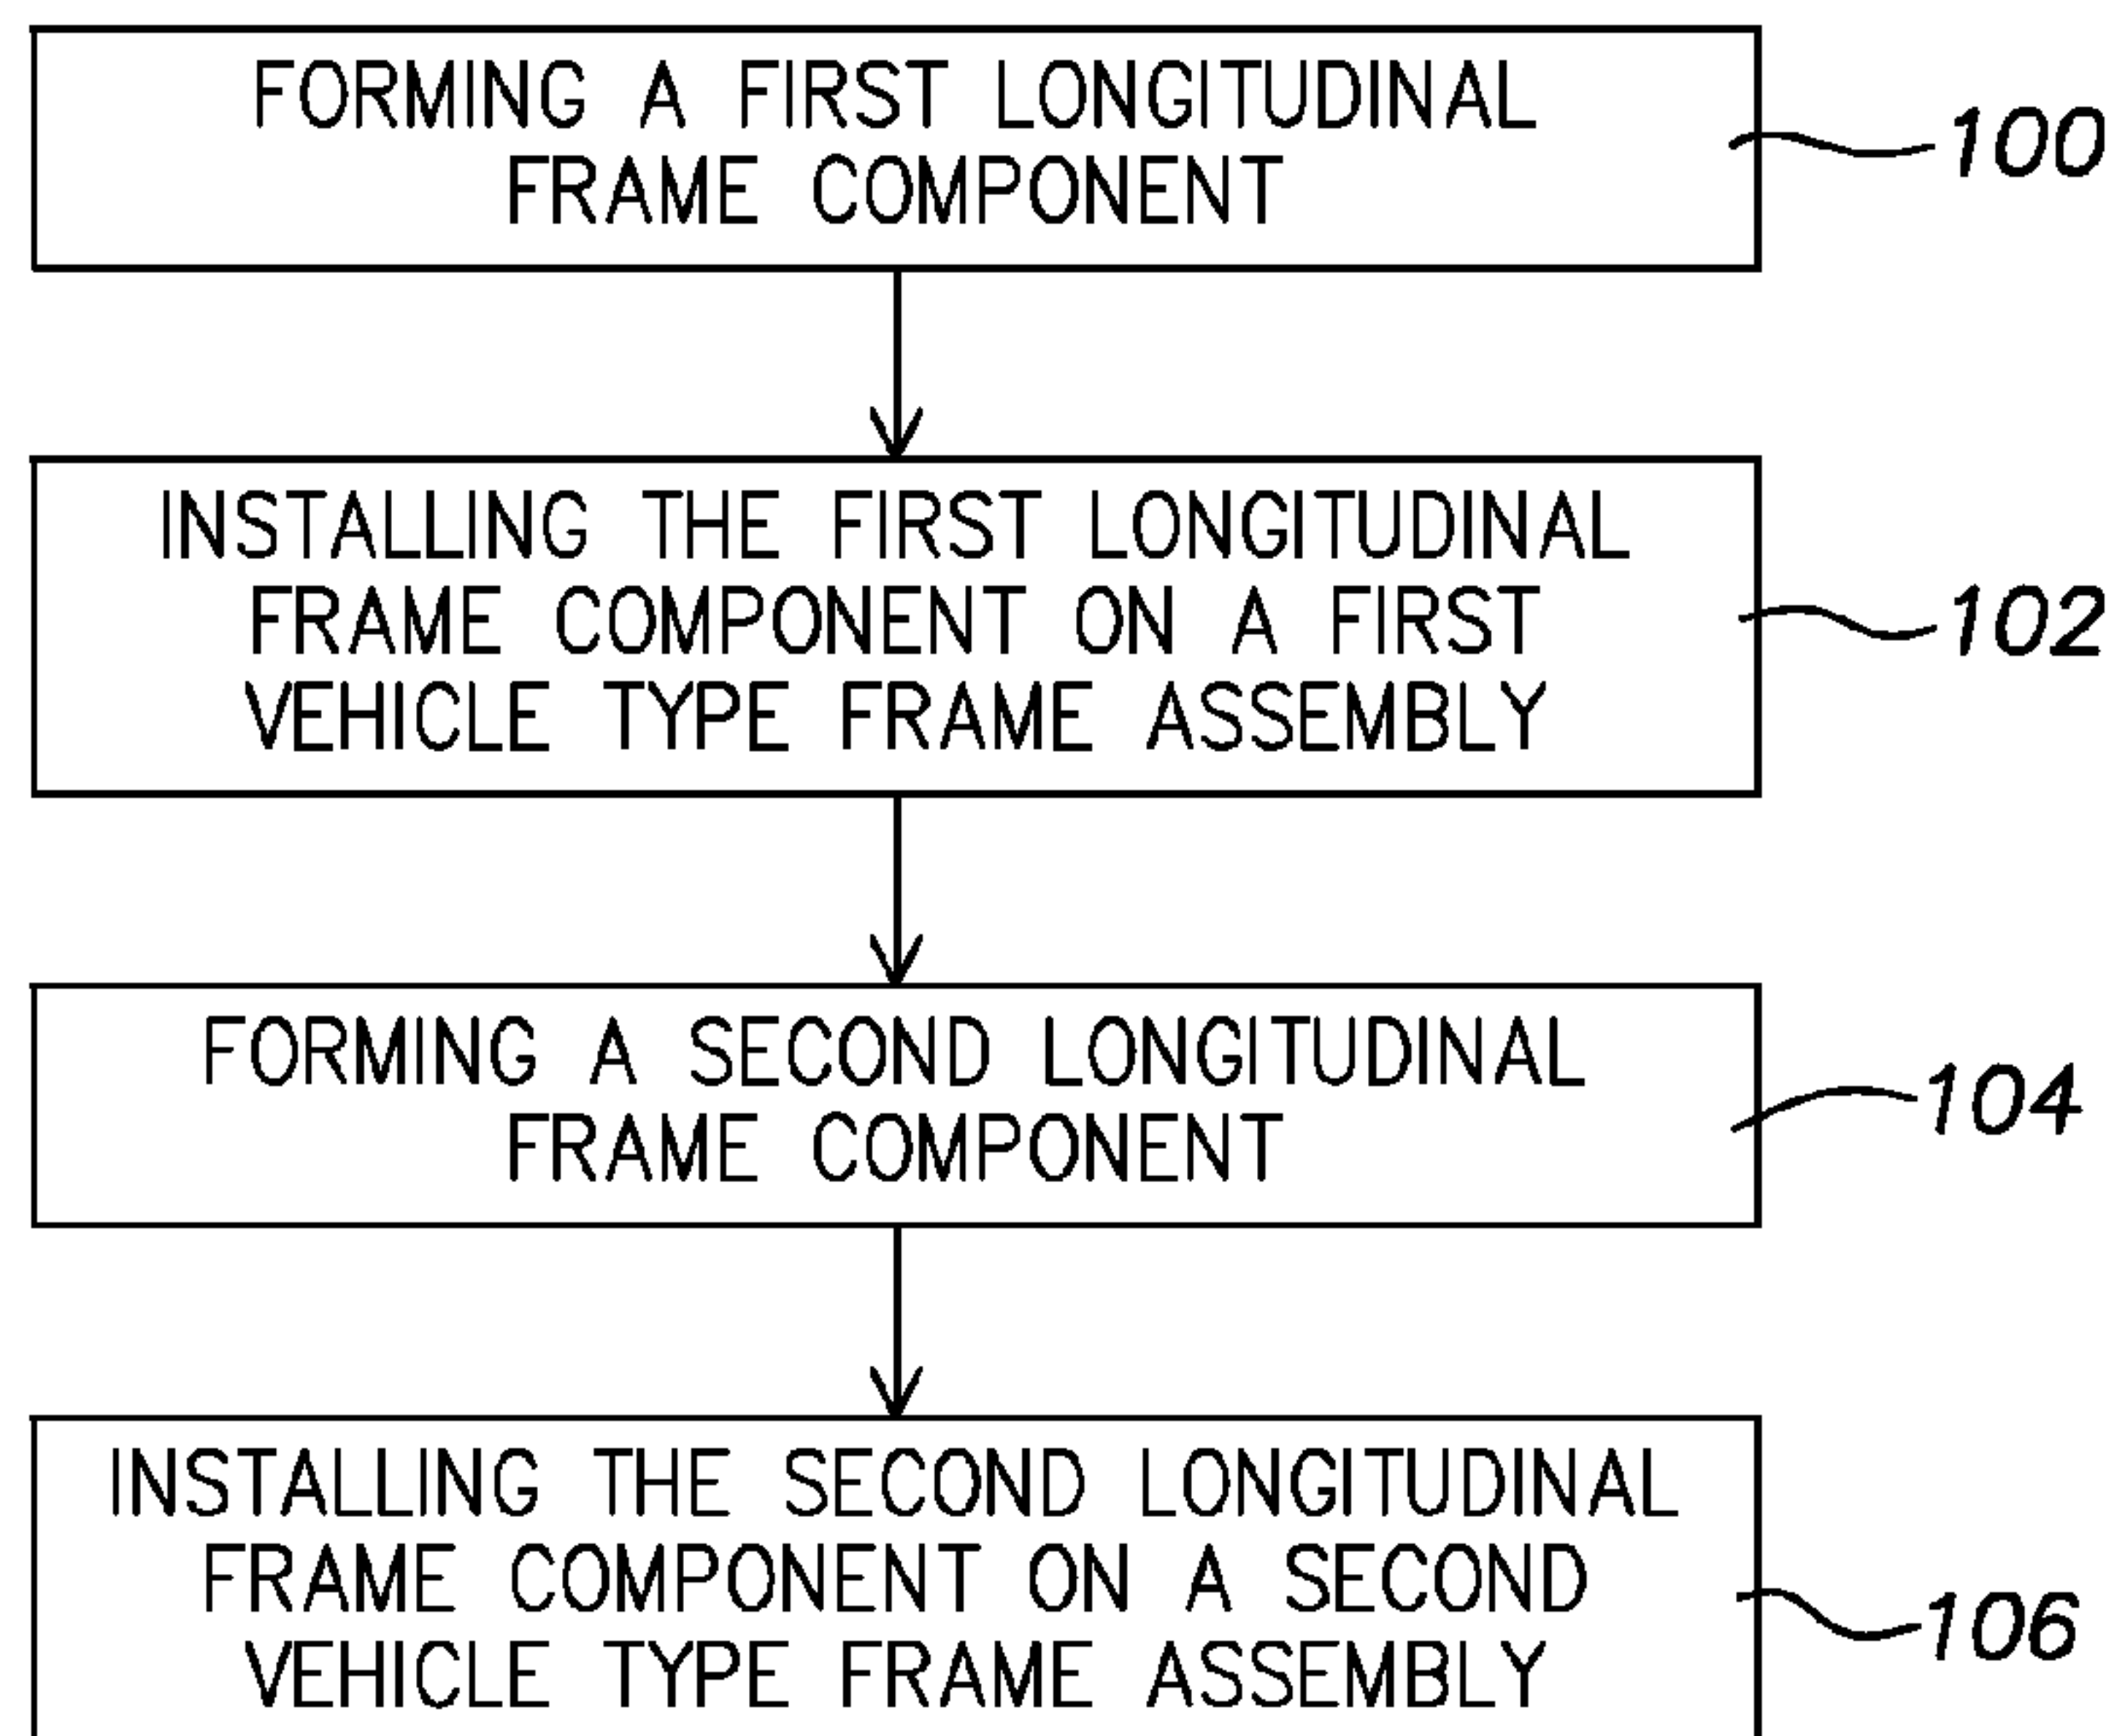 FORMING A FIRST LONGITUDINAL
FRAME COMPONENT
100
INSTALLING THE FIRST LONGITUDINAL
FRAME COMPONENT ON A FIRST
VEHICLE TYPE FRAME ASSEMBLY
102
FORMING A SECOND LONGITUDINAL
FRAME COMPONENT
104
INSTALLING THE SECOND LONGITUDINAL
FRAME COMPONENT ON A SECOND
VEHICLE TYPE FRAME ASSEMBLY
106